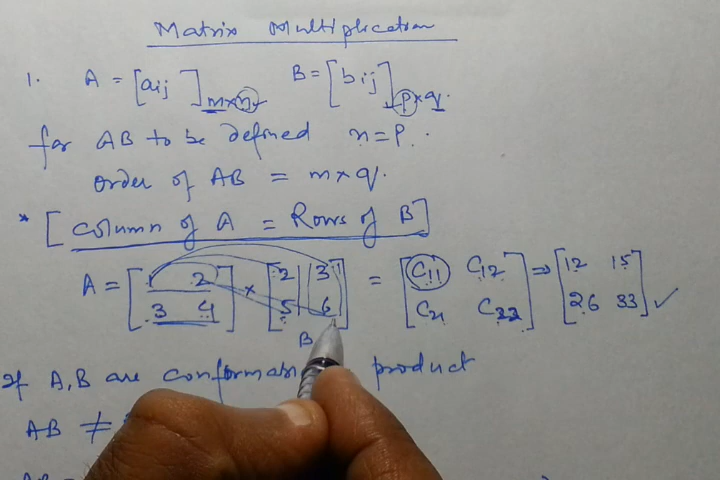 Matrix Multiplication
1. A = [aij]m×n B = [bij]p×q.
for AB to be defined n = p.
order of AB = m×q.
* [Column of A = Rows of B]
A = [1 2 × [2 3 = [C11 C12 ⇒ [12 15
3 4] 5 6] C21 C22] 26 33] ✓
B
If A,B are product
AB ≠